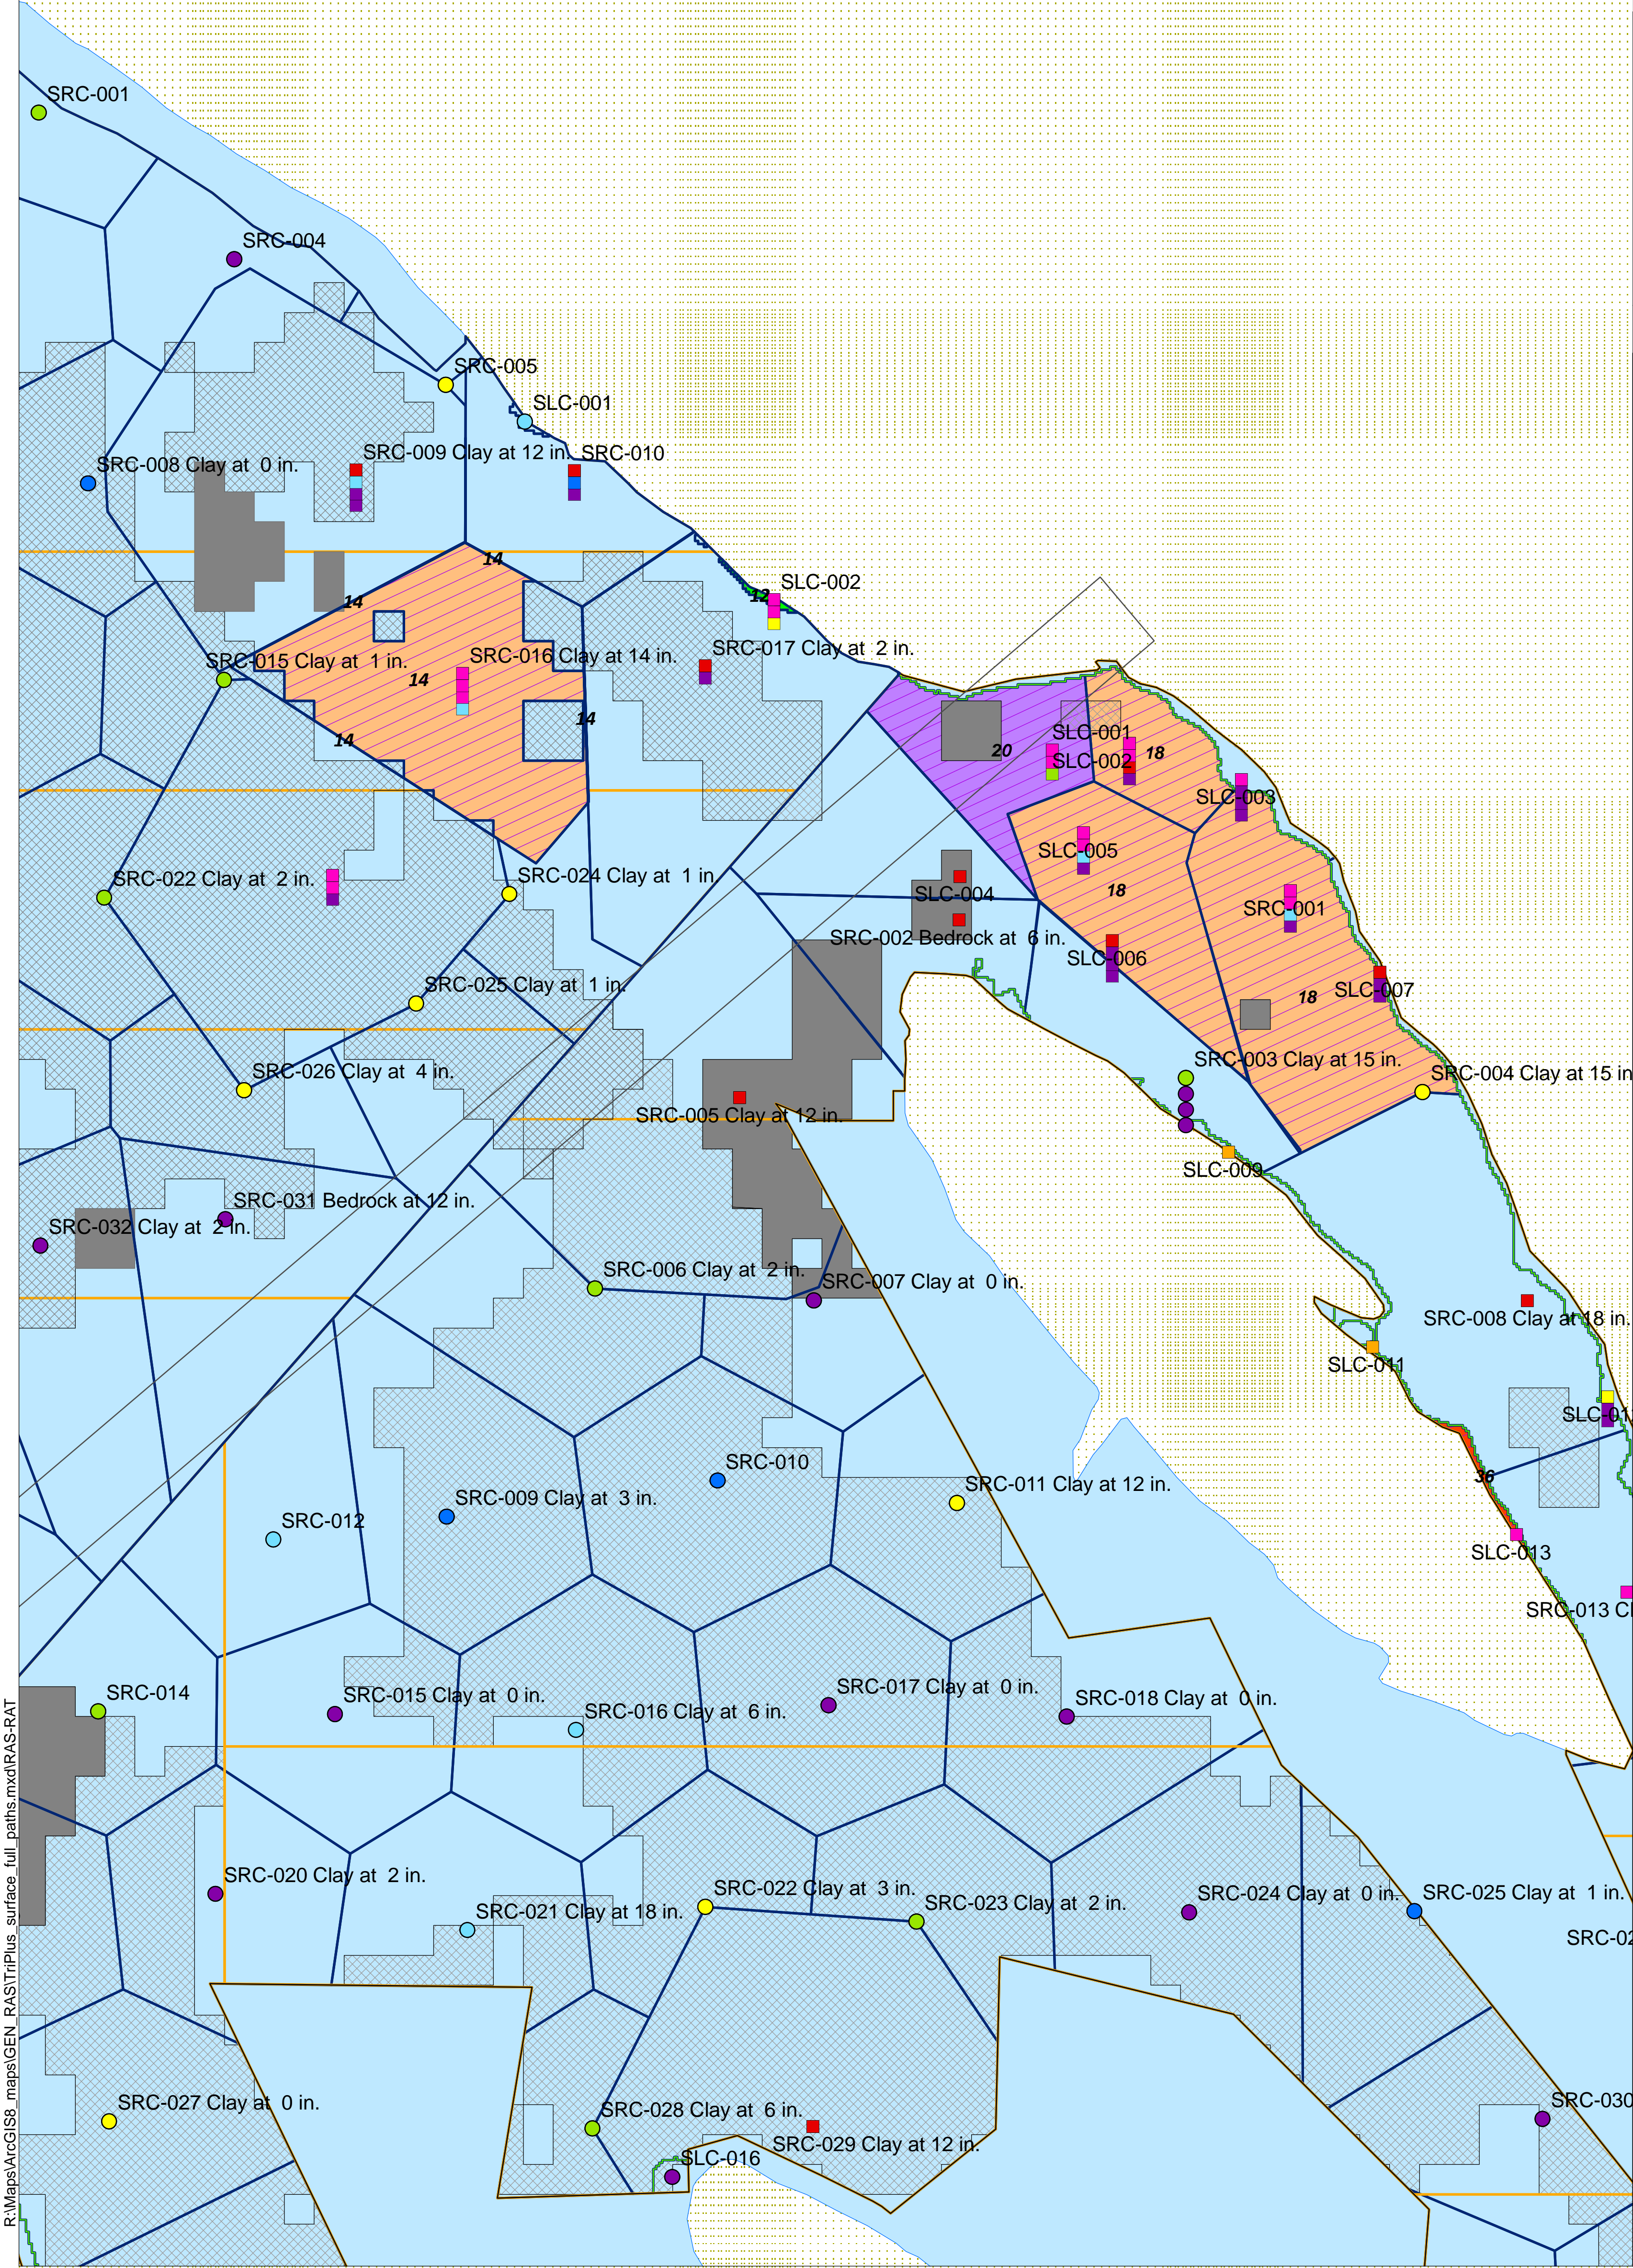 SRC-001
SRC-004
SRC-005
SLC-001
SRC-009 Clay at 12 in.
SRC-010
SRC-008 Clay at  0 in.
14
SLC-002
12
14
SRC-017 Clay at  2 in.
SRC-015 Clay at  1 in.
SRC-016 Clay at 14 in.
14
14
SLC-001
14
20
18
SLC-002
SLC-003
SLC-005
SRC-022 Clay at  2 in.
SRC-024 Clay at  1 in.
SLC-004
18
SRC-001
SRC-002 Bedrock at  6 in.
SLC-006
SRC-025 Clay at  1 in.
SLC-007
18
SRC-026 Clay at  4 in.
SRC-003 Clay at 15 in.
SRC-004 Clay at 15 in
SRC-005 Clay at 12 in.
SLC-009
SRC-031 Bedrock at 12 in.
SRC-032 Clay at  2 in.
SRC-006 Clay at  2 in.
SRC-007 Clay at  0 in.
SRC-008 Clay at 18 in.
SLC-011
SLC-01
SRC-010
36
SRC-009 Clay at  3 in.
SRC-011 Clay at 12 in.
SRC-012
SLC-013
SRC-013 Cl
SRC-014
SRC-015 Clay at  0 in.
SRC-016 Clay at  6 in.
SRC-017 Clay at  0 in.
SRC-018 Clay at  0 in.
SRC-020 Clay at  2 in.
SRC-021 Clay at 18 in.
SRC-022 Clay at  3 in.
SRC-023 Clay at  2 in.
SRC-024 Clay at  0 in.
SRC-025 Clay at  1 in.
SRC-02
SRC-027 Clay at  0 in.
SRC-028 Clay at  6 in.
SRC-029 Clay at 12 in.
SRC-030
SLC-016
R:\Maps\ArcGIS8_maps\GEN_RAS\TriPlus_surface_full_paths.mxd\RAS-RAT